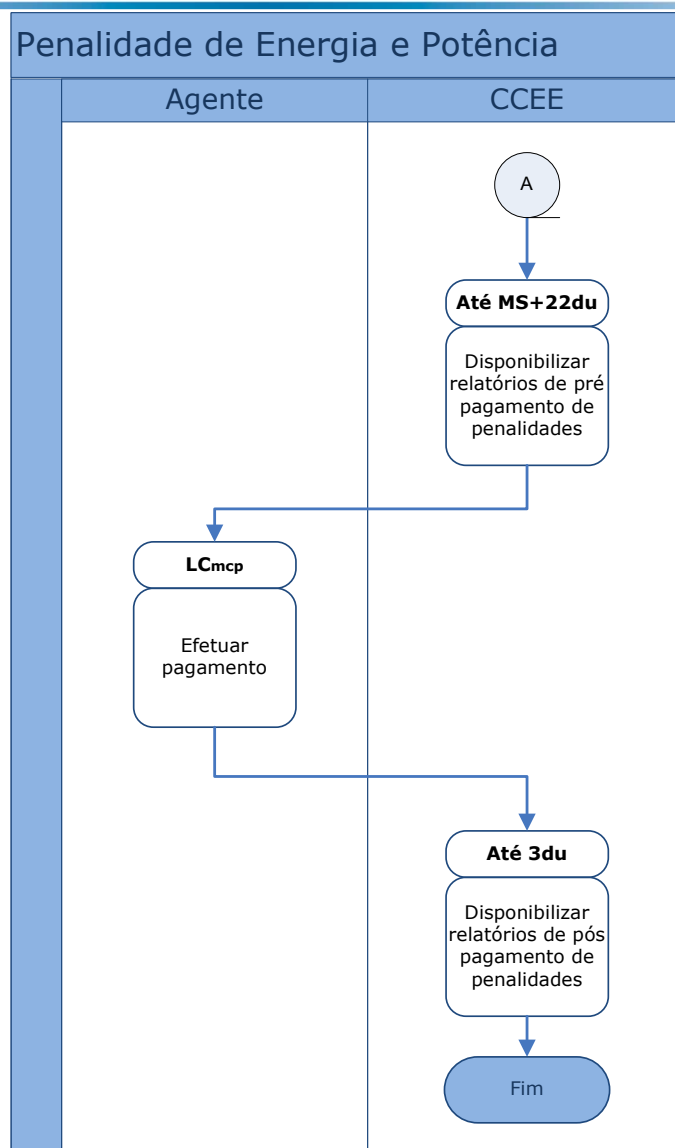 Penalidade de Energia e Potência
Agente
CCEE
A
Até MS+22du
Disponibilizar
relatórios de pré
pagamento de
penalidades
LCmcp
Efetuar
pagamento
Até 3du
Disponibilizar
relatórios de pós
pagamento de
penalidades
Fim